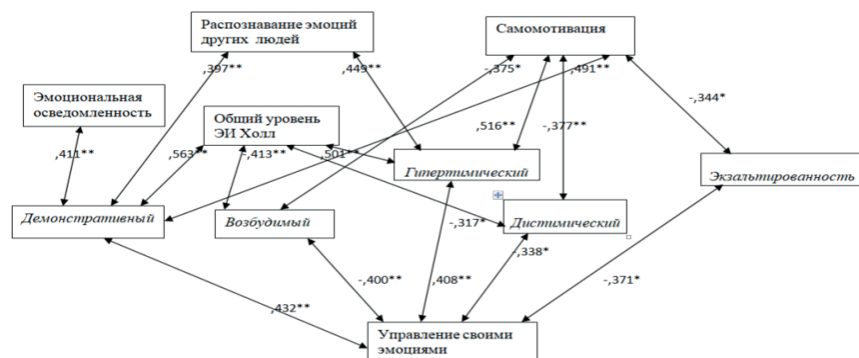 Распознавание эмоций
других людей
Самомотивация
,397**
,449**
-,375*
,491**
Эмоциональная
осведомленность
-,344*
Общий уровень
ЭИ Холл
,516**
-,377**
,411**
,563**
-,413**
,501**
Гипертимический
Экзальтированность
Демонстративный
Возбудимый
-,317*
Дистимический
-,338*
-,400**
,408**
-,371*
,432**
Управление своими
эмоциями